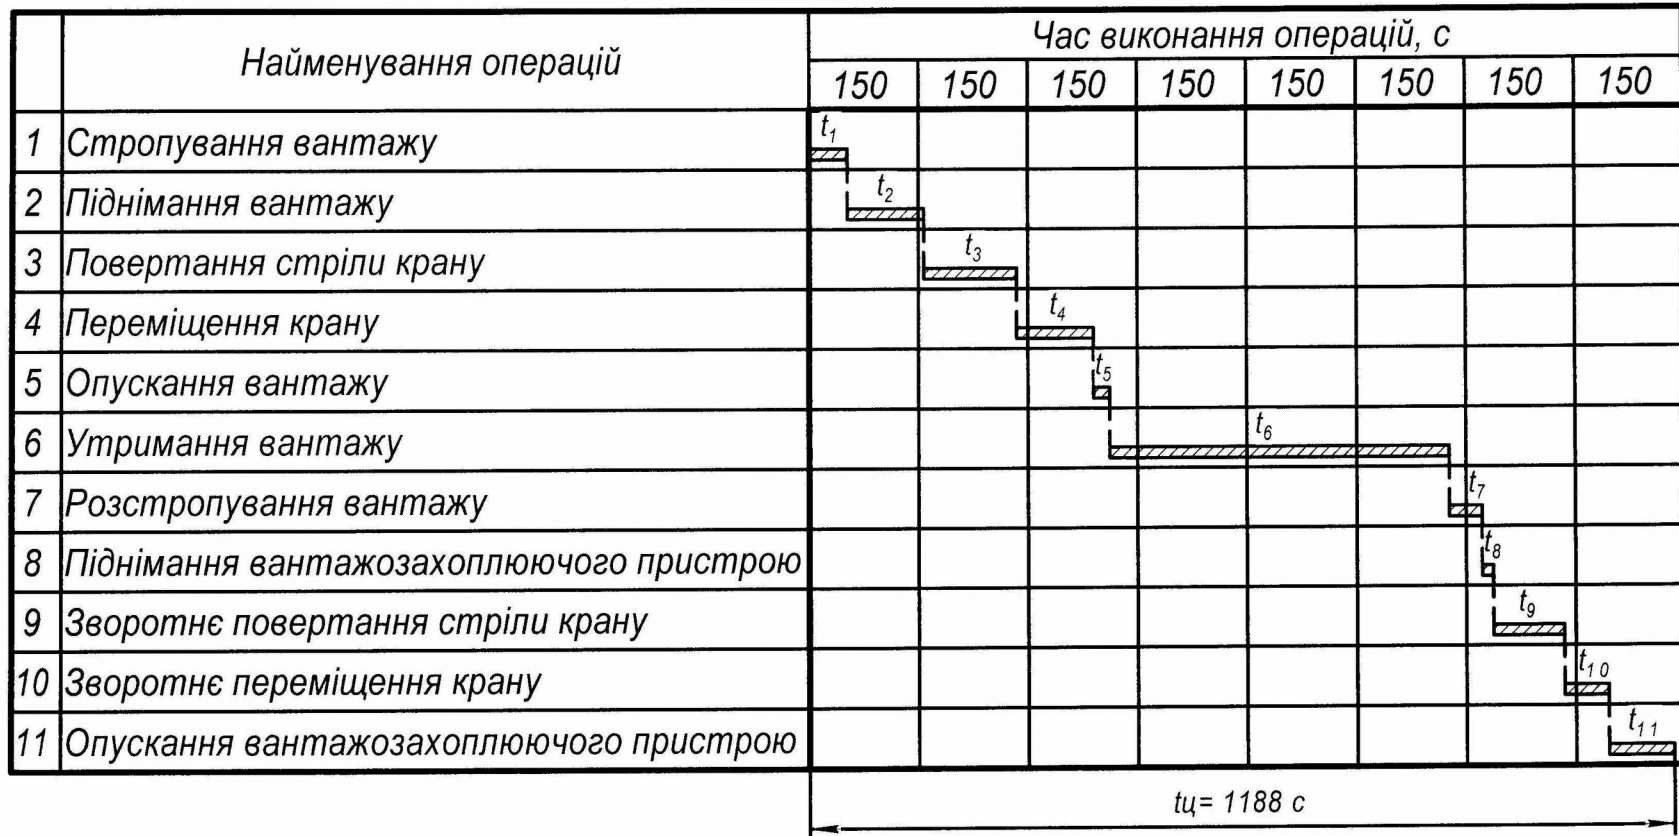 Найменування операцій
Час виконання операцій, с
150 150 150 150 150 150 150 150
1 Стропування вантажу t₁
2 Піднімання вантажу t₂
3 Повертання стріли крану t₃
4 Переміщення крану t₄
5 Опускання вантажу t₅
6 Утримання вантажу t₆
7 Розстропування вантажу t₇
8 Піднімання вантажозахоплюючого пристрою t₈
9 Зворотнє повертання стріли крану t₉
10 Зворотнє переміщення крану t₁₀
11 Опускання вантажозахоплюючого пристрою t₁₁
tц= 1188 с